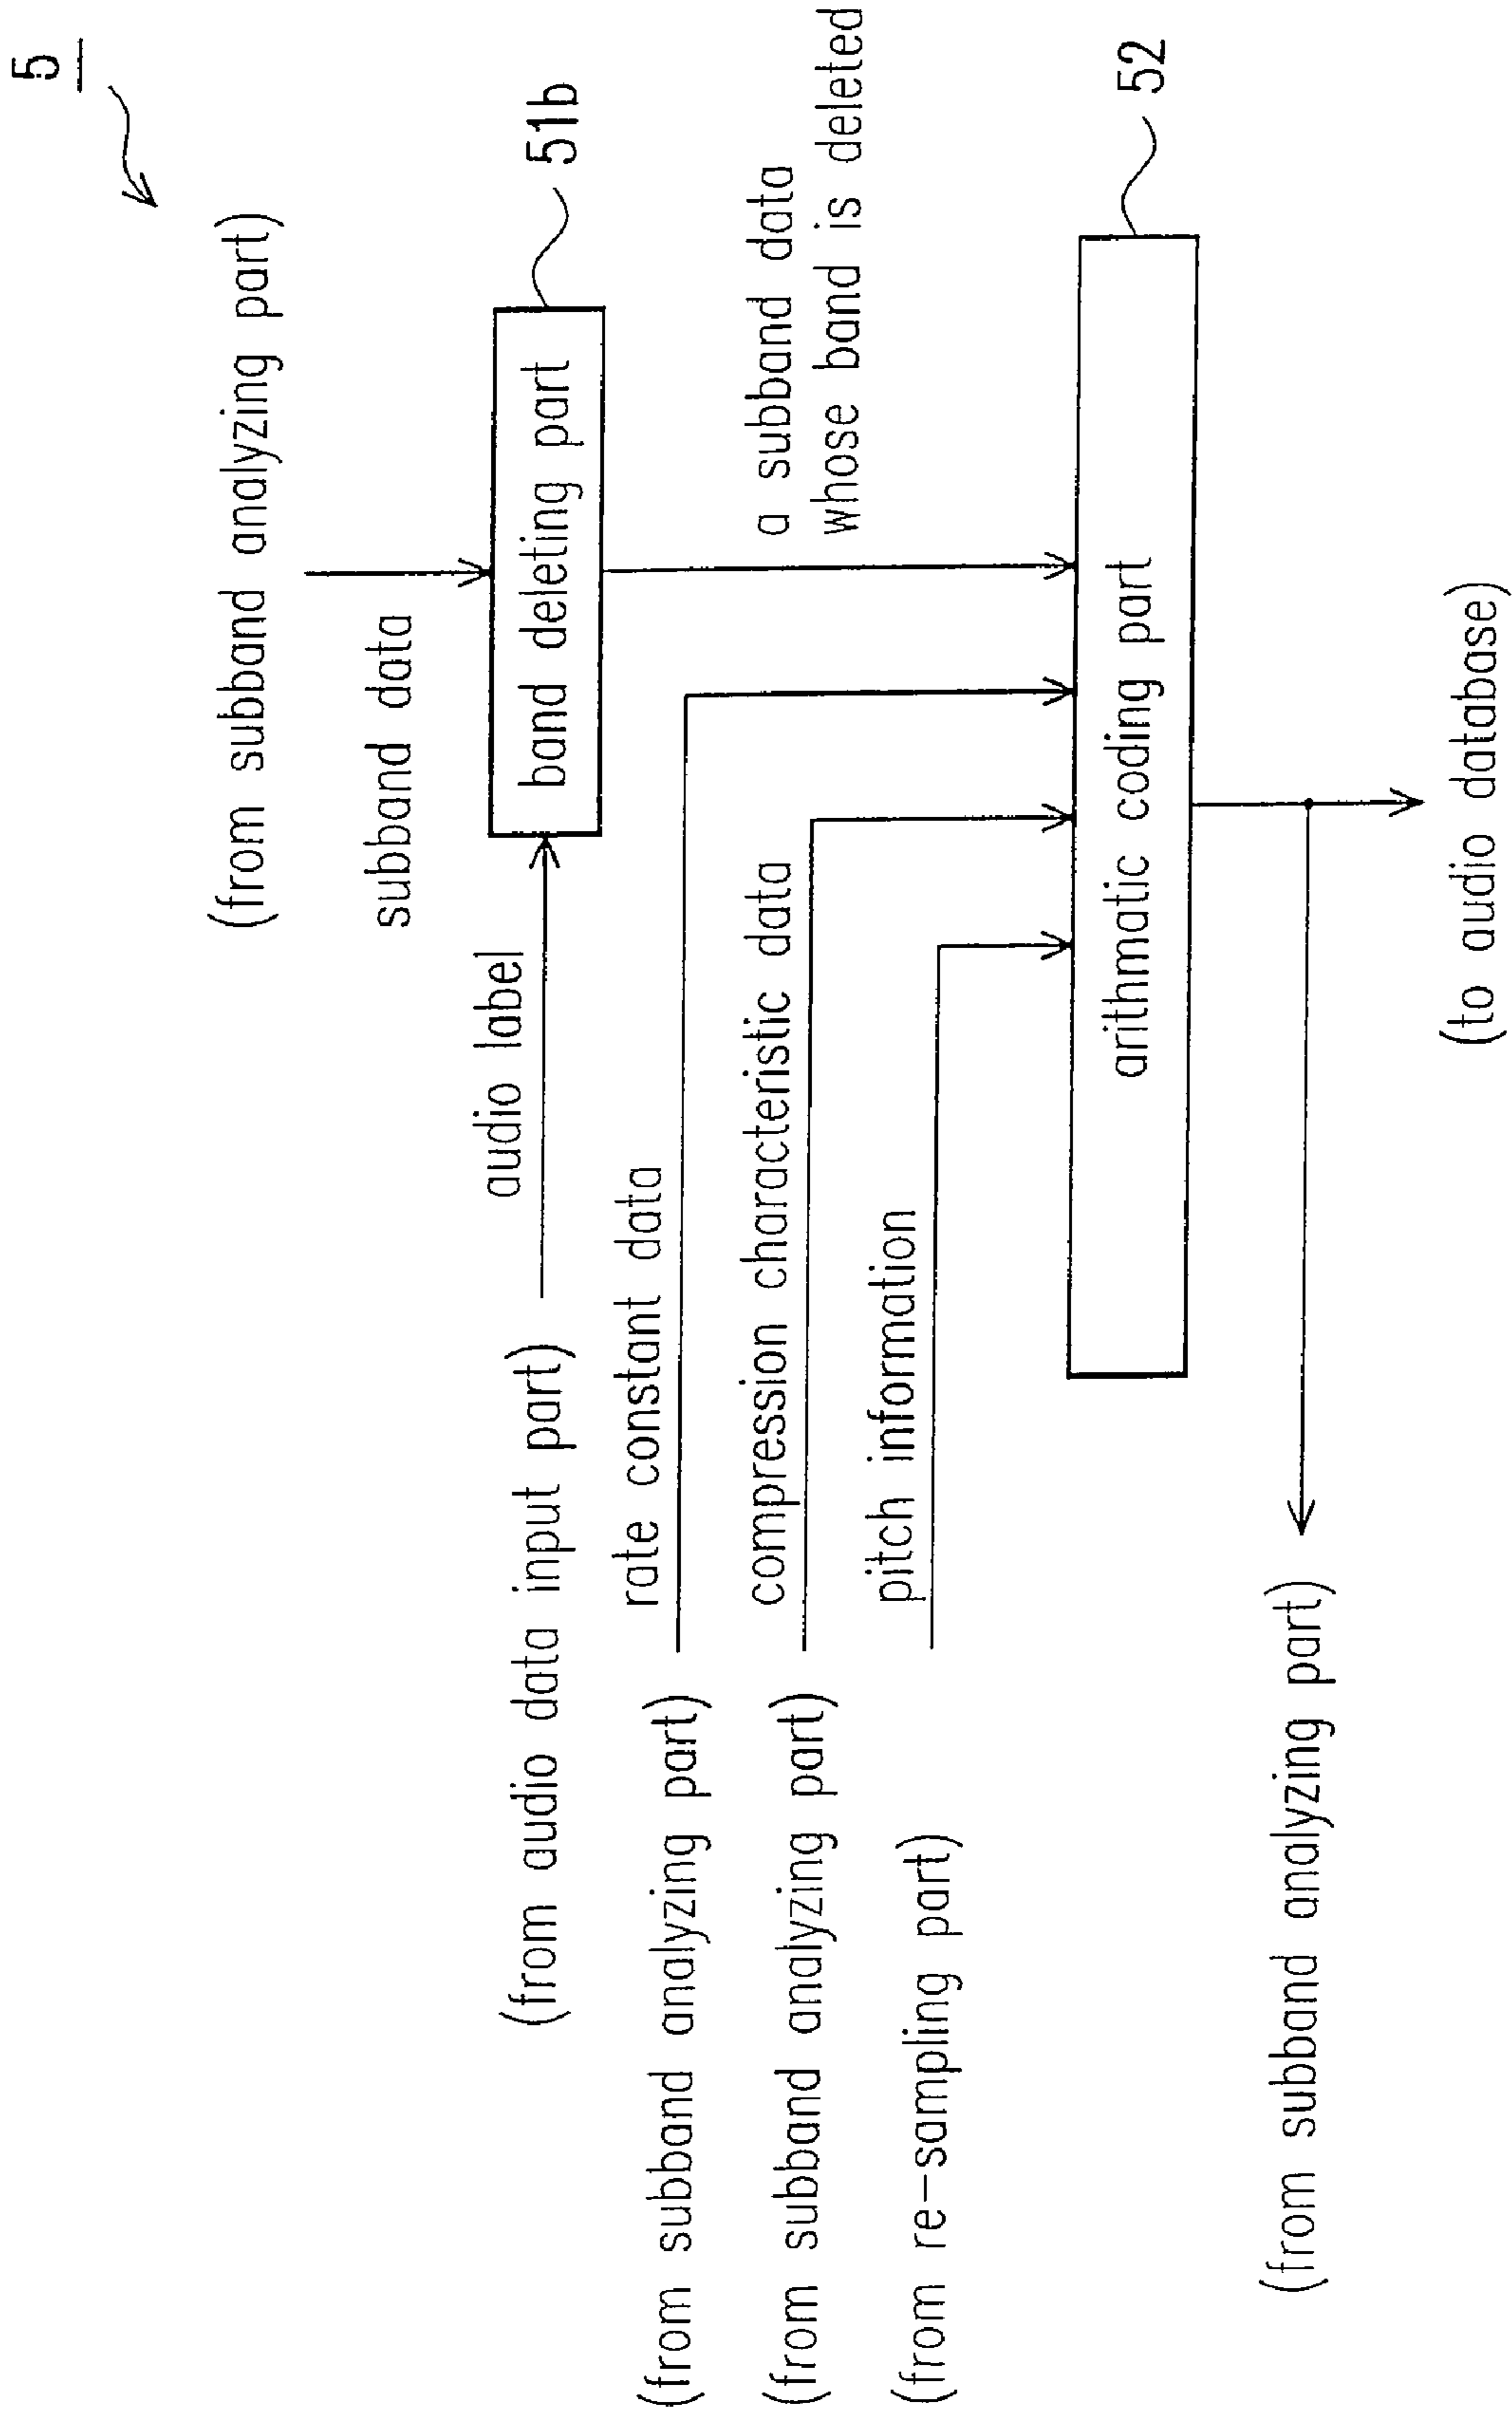 5
(from subband analyzing part)
subband data
audio label
(from audio data input part)
band deleting part
51b
rate constant data
(from subband analyzing part)
a subband data
whose band is deleted
compression characteristic data
(from subband analyzing part)
pitch information
(from re-sampling part)
arithmatic coding part
52
(from subband analyzing part)
(to audio database)